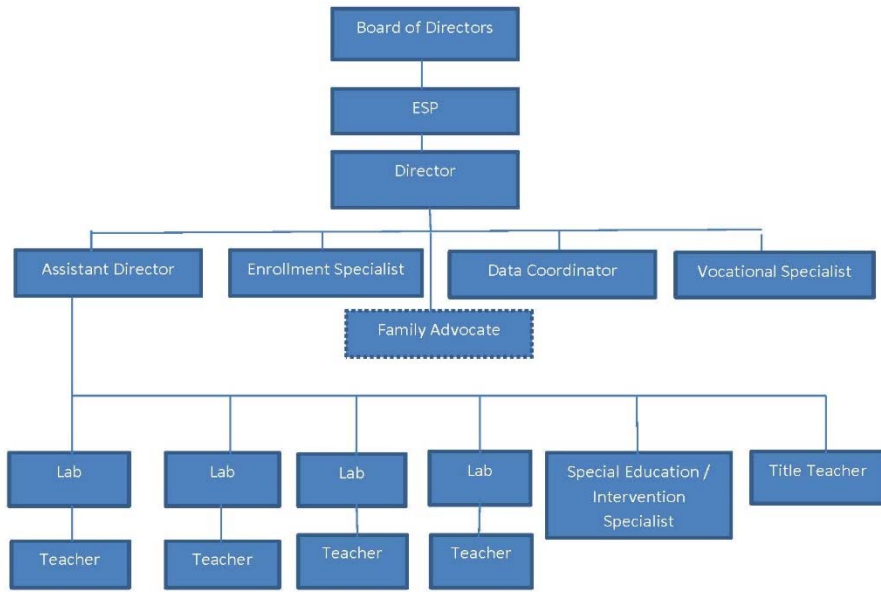 Board of Directors
ESP
Director
Assistant Director
Enrollment Specialist
Data Coordinator
Vocational Specialist
Family Advocate
Lab
Lab
Lab
Lab
Special Education /
Intervention
Specialist
Title Teacher
Teacher
Teacher
Teacher
Teacher